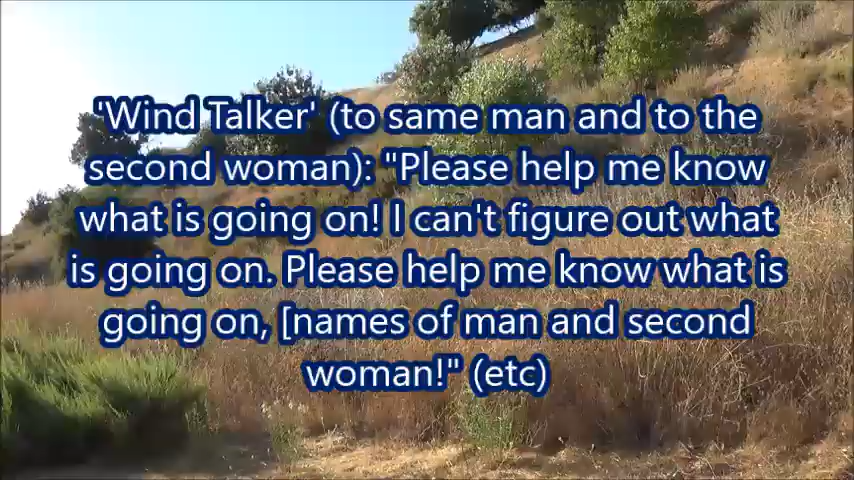 'Wind Talker' (to same man and to the
second woman): "Please help me know
what is going on! I can't figure out what
is going on. Please help me know what is
going on, [names of man and second
woman!" (etc)